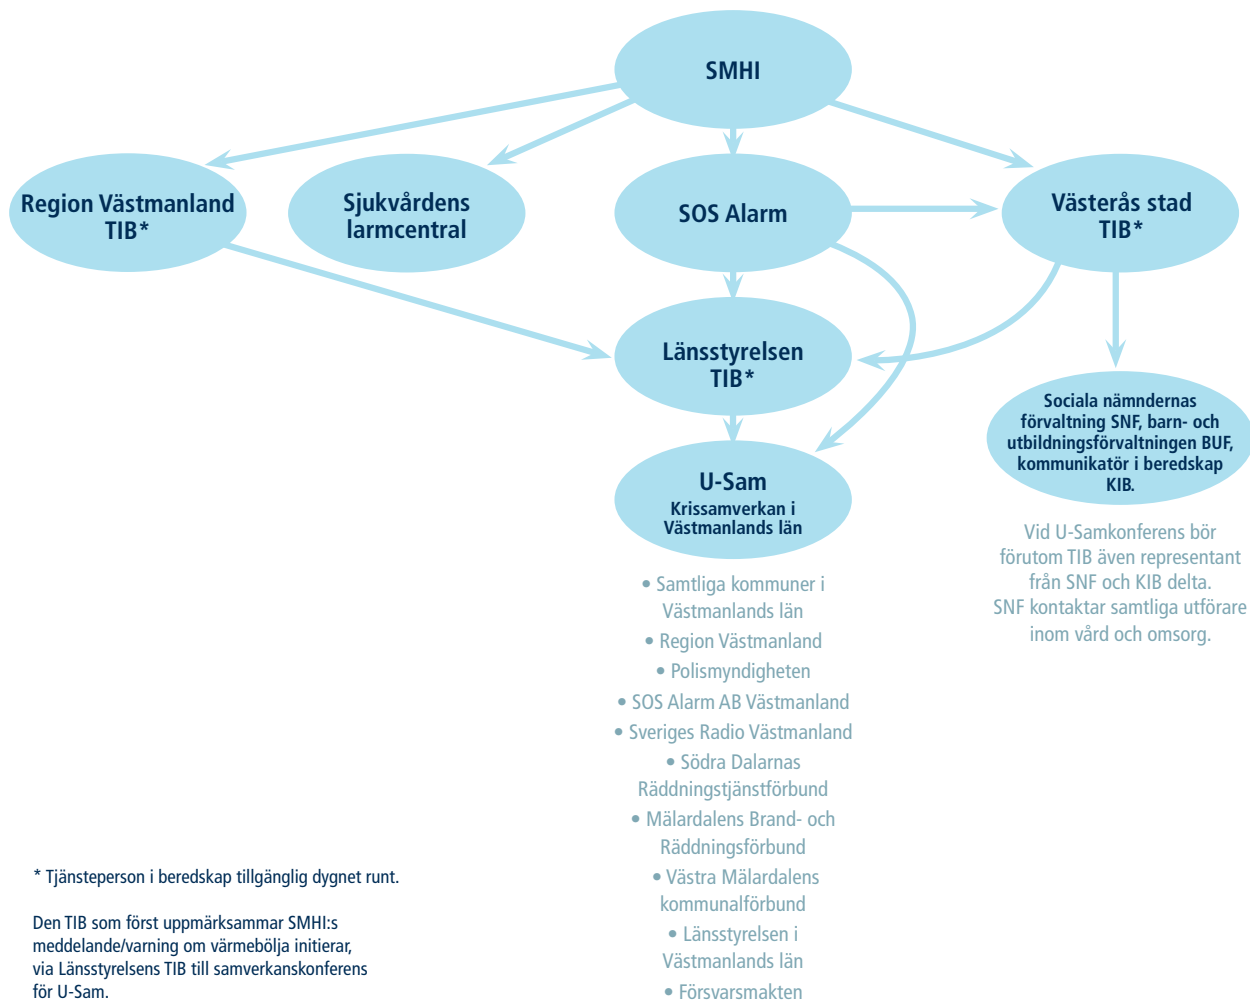 SMHI
Region Västmanland
TIB*
Sjukvårdens
larmcentral
SOS Alarm
Västerås stad
TIB*
Länsstyrelsen
TIB*
Sociala nämndernas
förvaltning SNF, barn- och
utbildningsförvaltningen BUF,
kommunikatör i beredskap
KIB.
U-Sam
Krissamverkan i
Västmanlands län
Vid U-Samkonferens bör
förutom TIB även representant
från SNF och KIB delta.
SNF kontaktar samtliga utförare
inom vård och omsorg.
• Samtliga kommuner i
Västmanlands län
• Region Västmanland
• Polismyndigheten
• SOS Alarm AB Västmanland
• Sveriges Radio Västmanland
• Södra Dalarnas
Räddningstjänstförbund
• Mälardalens Brand- och
Räddningsförbund
• Västra Mälardalens
kommunalförbund
• Länsstyrelsen i
Västmanlands län
• Försvarsmakten
* Tjänsteperson i beredskap tillgänglig dygnet runt.
Den TIB som först uppmärksammar SMHI:s
meddelande/varning om värmebölja initierar,
via Länsstyrelsens TIB till samverkanskonferens
för U-Sam.